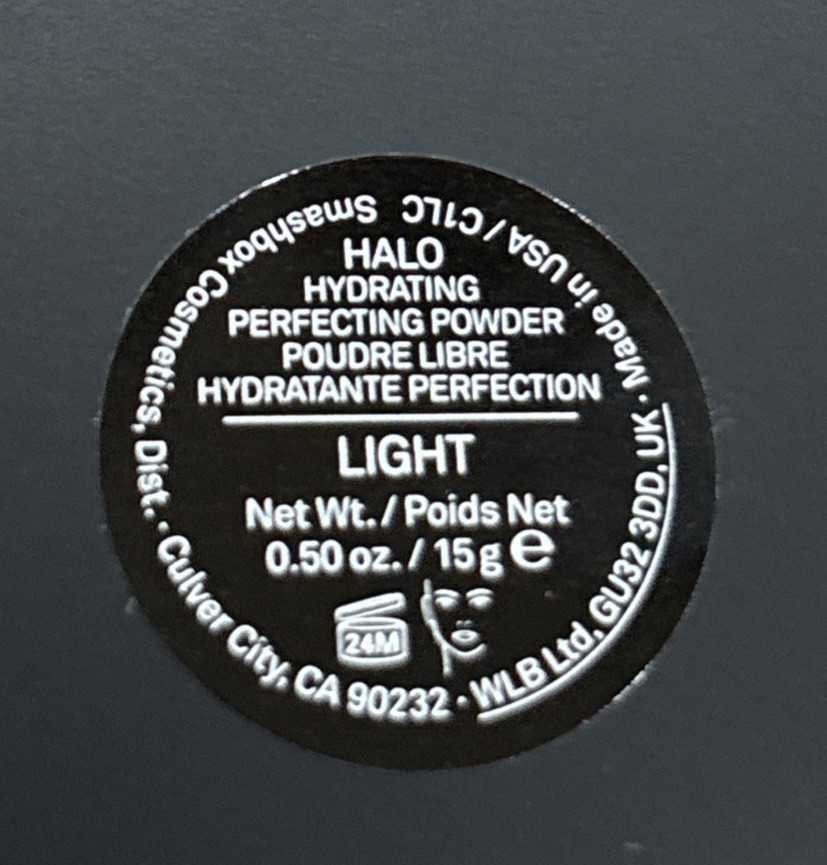 HALO
HYDRATING
PERFECTING POWDER
POUDRE LIBRE
HYDRATANTE PERFECTION
LIGHT
Net Wt. / Poids Net
0.50 oz. / 15 g e
24M
Smashbox Cosmetics, Dist. · Culver City, CA 90232 · WLB Ltd, GU32 3DD, UK · Made in USA / C1LC